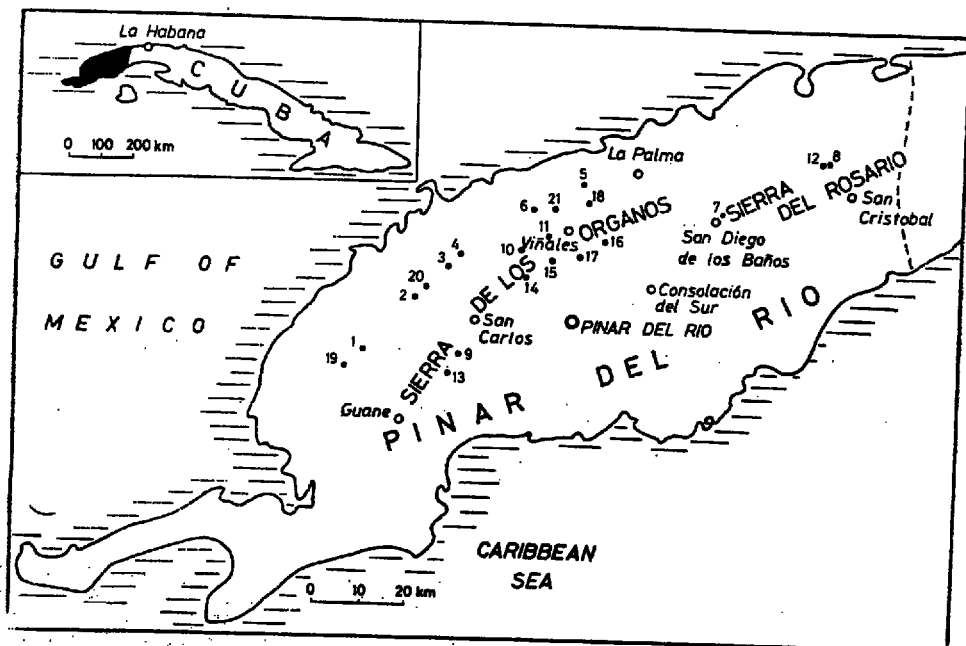 La Habana
CUBA
0 100 200 km
GULF OF
MEXICO
La Palma
5
18
6
21
11
ORGANOS
10
Viñales
16
17
15
14
12
8
SIERRA
DEL ROSARIO
7
San
Cristobal
San Diego
de los Baños
4
3
20
2
DE LOS
San
Carlos
Consolación
del Sur
PINAR DEL RIO
1
19
9
13
SIERRA
Guane
PINAR DEL RIO
CARIBBEAN
SEA
0 10 20 km